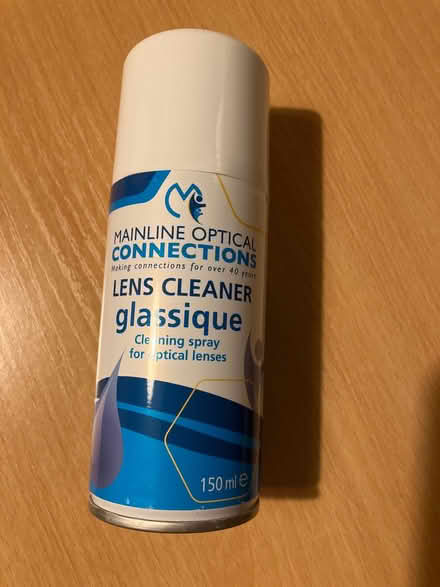 MAINLINE OPTICAL
CONNECTIONS
Making connections for over 40 years
LENS CLEANER
glassique
Cleaning spray
for optical lenses
150 ml e